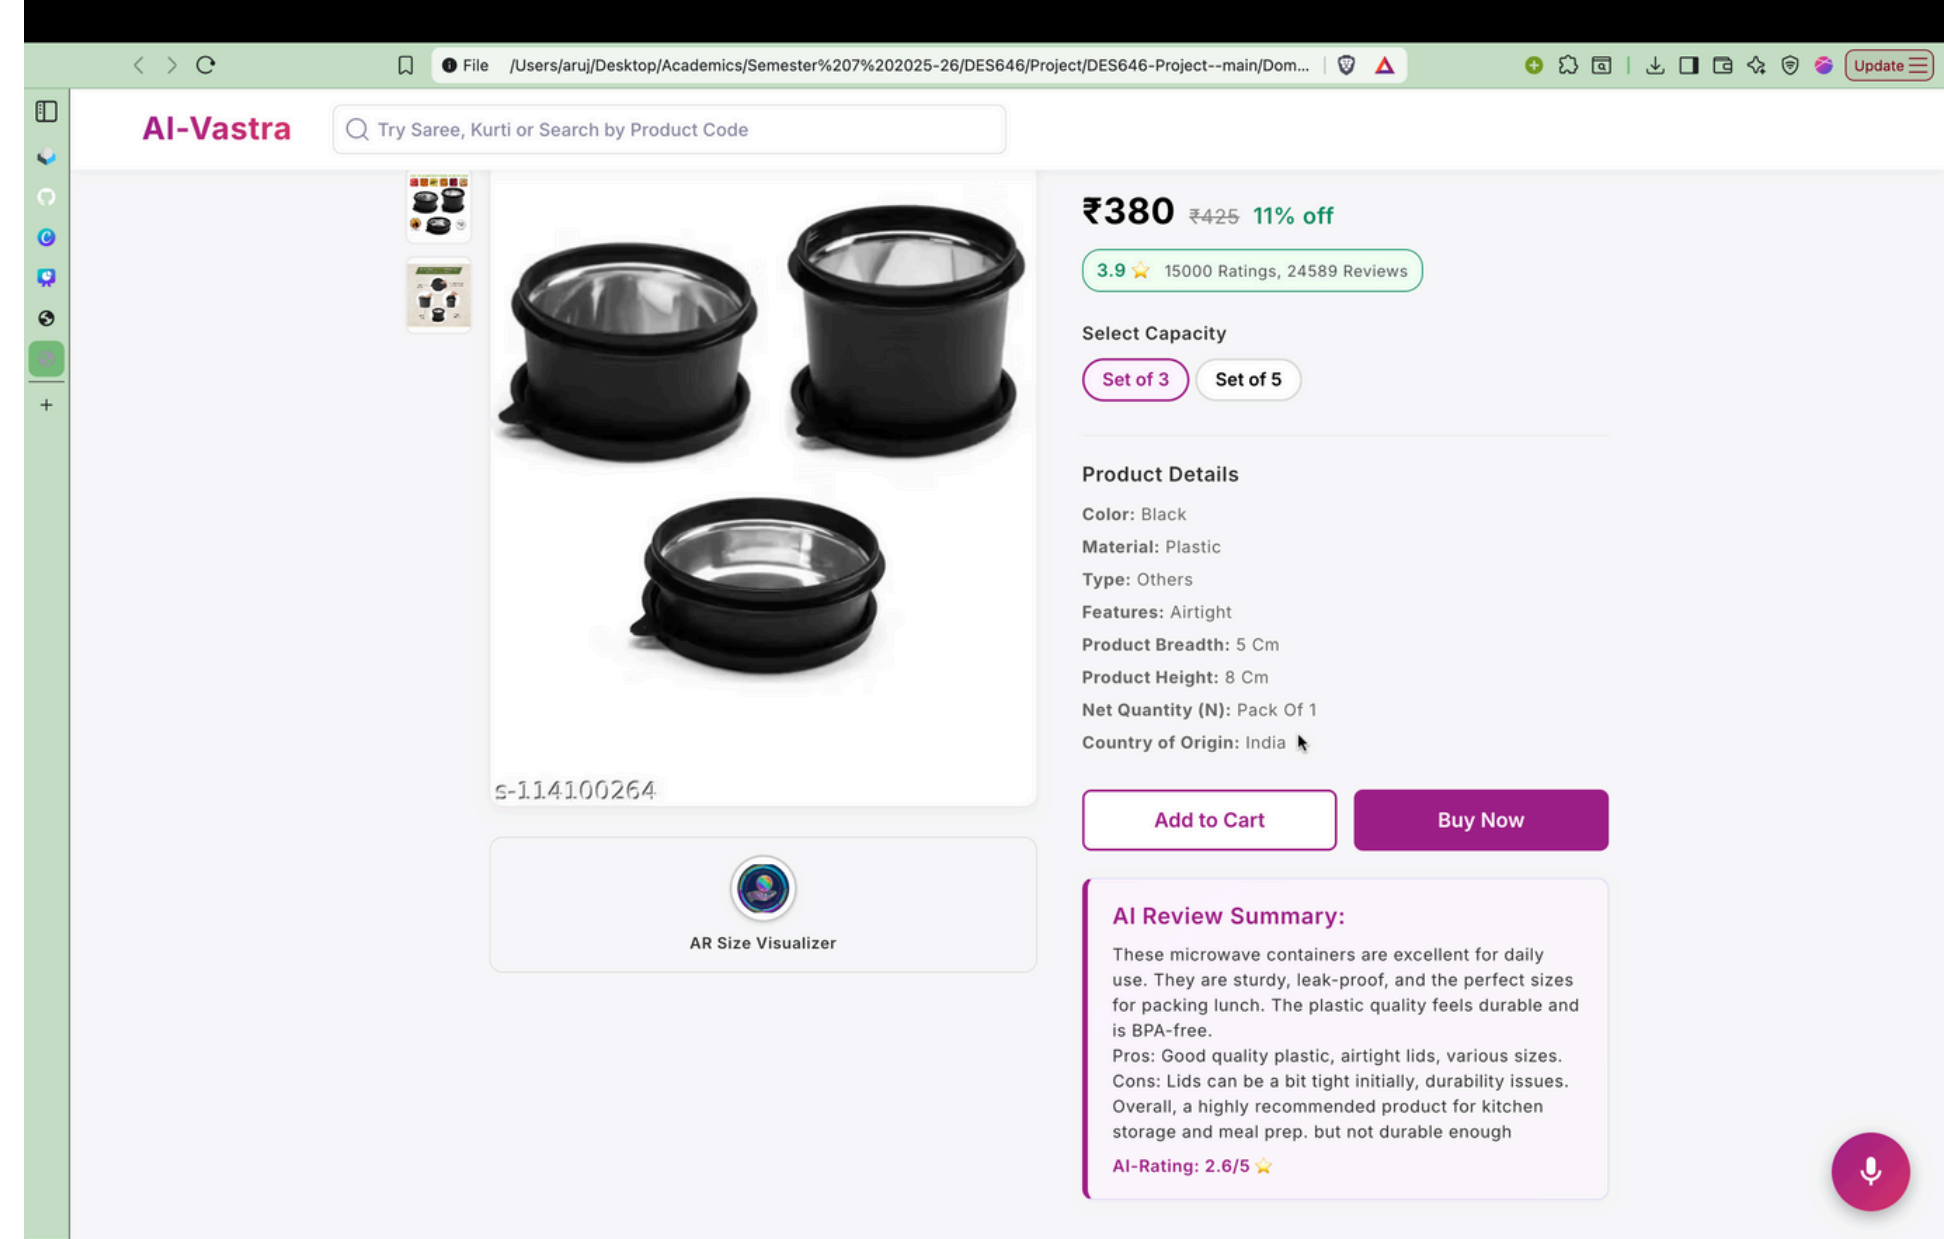 File /Users/aruj/Desktop/Academics/Semester%207%202025-26/DES646/Project/DES646-Project--main/Dom...
Update
AI-Vastra
Try Saree, Kurti or Search by Product Code
₹380 ₹425 11% off
3.9 15000 Ratings, 24589 Reviews
Select Capacity
Set of 3 Set of 5
Product Details
Color: Black
Material: Plastic
Type: Others
Features: Airtight
Product Breadth: 5 Cm
Product Height: 8 Cm
Net Quantity (N): Pack Of 1
Country of Origin: India
s-114100264
Add to Cart Buy Now
AR Size Visualizer
AI Review Summary:
These microwave containers are excellent for daily
use. They are sturdy, leak-proof, and the perfect sizes
for packing lunch. The plastic quality feels durable and
is BPA-free.
Pros: Good quality plastic, airtight lids, various sizes.
Cons: Lids can be a bit tight initially, durability issues.
Overall, a highly recommended product for kitchen
storage and meal prep. but not durable enough
AI-Rating: 2.6/5